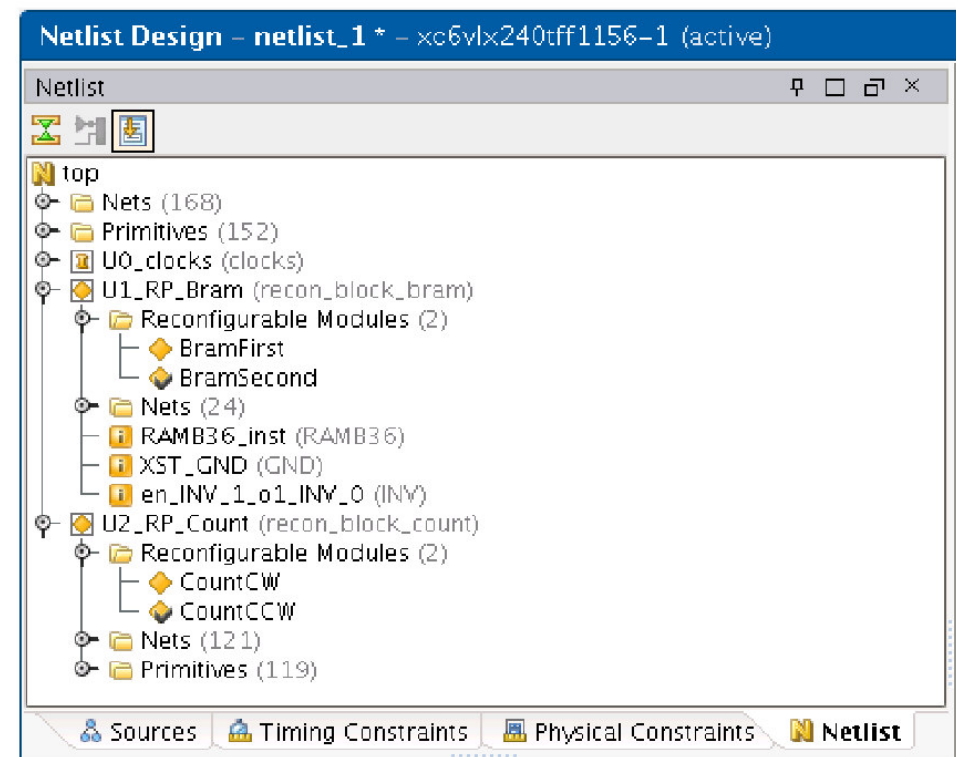 Netlist Design – netlist_1 * – xc6vlx240tff1156–1 (active)
Netlist
top
Nets (168)
Primitives (152)
U0_clocks (clocks)
U1_RP_Bram (recon_block_bram)
Reconfigurable Modules (2)
BramFirst
BramSecond
Nets (24)
RAMB36_inst (RAMB36)
XST_GND (GND)
en_INV_1_o1_INV_0 (INV)
U2_RP_Count (recon_block_count)
Reconfigurable Modules (2)
CountCW
CountCCW
Nets (121)
Primitives (119)
Sources Timing Constraints Physical Constraints Netlist